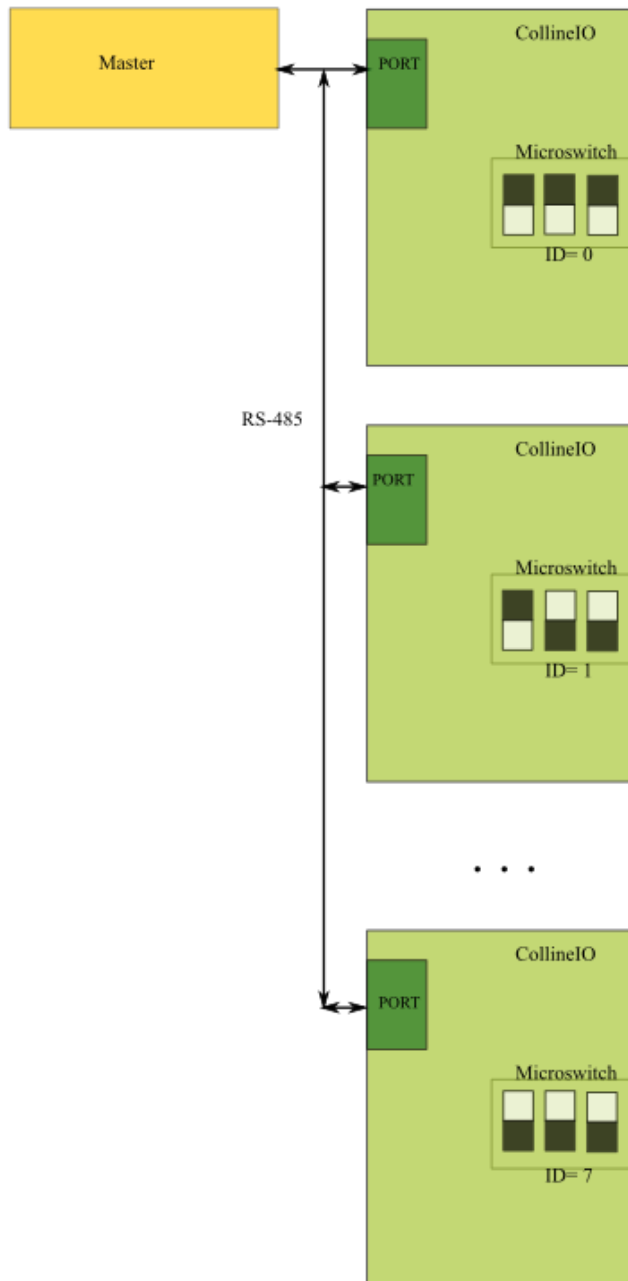 Master
CollineIO
PORT
Microswitch
ID= 0
RS-485
CollineIO
PORT
Microswitch
ID= 1
. . .
CollineIO
PORT
Microswitch
ID= 7